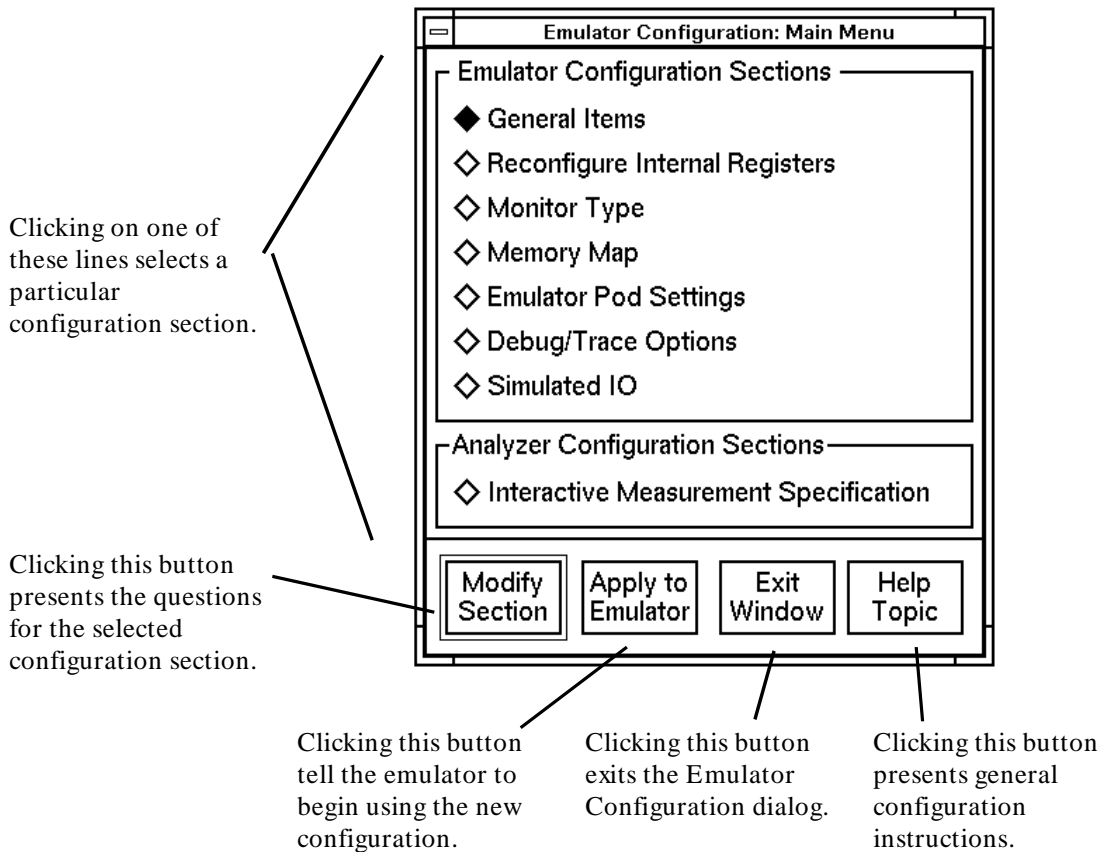 Emulator Configuration: Main Menu
Emulator Configuration Sections
General Items
Reconfigure Internal Registers
Monitor Type
Memory Map
Emulator Pod Settings
Debug/Trace Options
Simulated IO
Analyzer Configuration Sections
Interactive Measurement Specification
Modify
Section
Apply to
Emulator
Exit
Window
Help
Topic
Clicking on one of
these lines selects a
particular
configuration section.
Clicking this button
presents the questions
for the selected
configuration section.
Clicking this button
tell the emulator to
begin using the new
configuration.
Clicking this button
exits the Emulator
Configuration dialog.
Clicking this button
presents general
configuration
instructions.